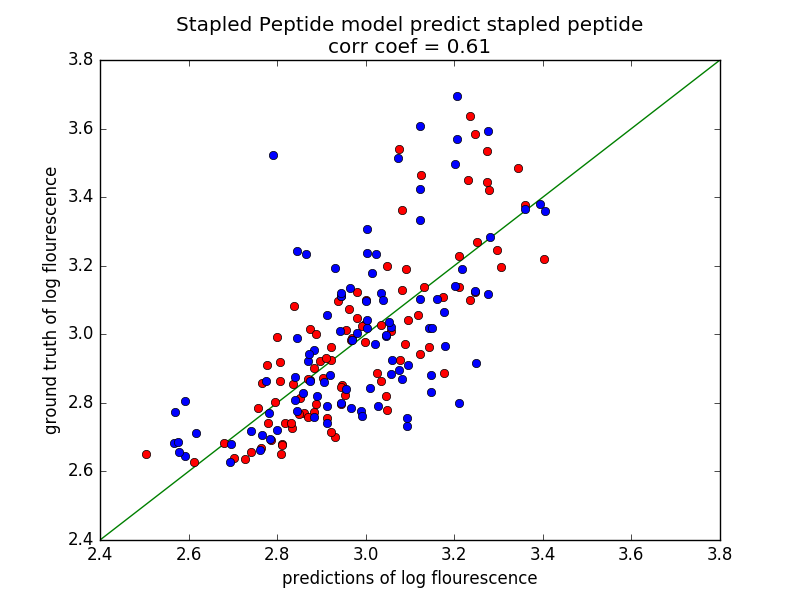 Stapled Peptide model predict stapled peptide
corr coef = 0.61
3.8
3.6
3.4
3.2
3.0
2.8
2.6
2.4
ground truth of log flourescence
2.4 2.6 2.8 3.0 3.2 3.4 3.6 3.8
predictions of log flourescence